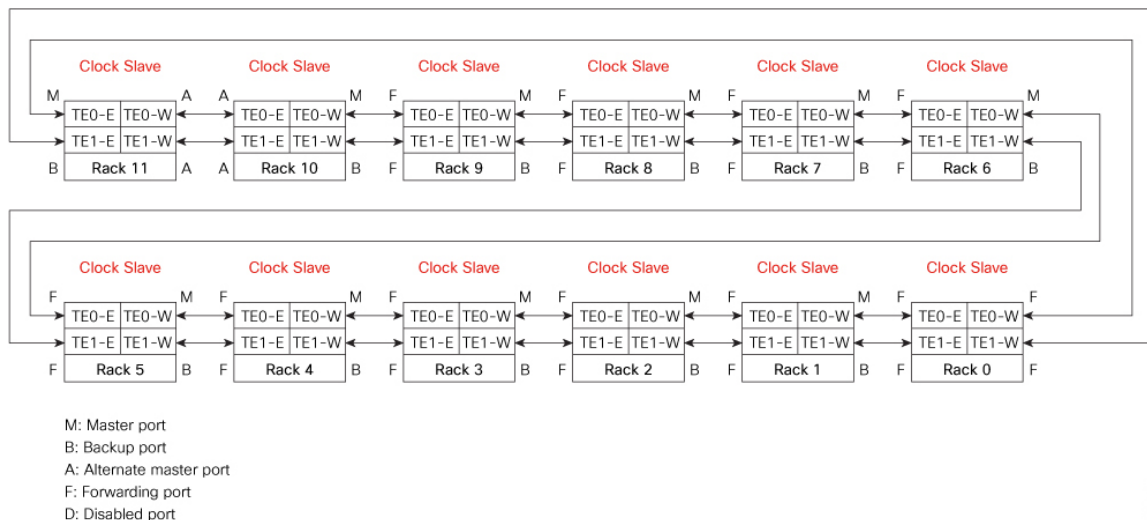 Clock Slave Clock Slave Clock Slave Clock Slave Clock Slave Clock Slave
M A A M F M F M F M F M
TE0-E TE0-W TE0-E TE0-W TE0-E TE0-W TE0-E TE0-W TE0-E TE0-W TE0-E TE0-W
TE1-E TE1-W TE1-E TE1-W TE1-E TE1-W TE1-E TE1-W TE1-E TE1-W TE1-E TE1-W
B Rack 11 A A Rack 10 B F Rack 9 B F Rack 8 B F Rack 7 B F Rack 6 B
Clock Slave Clock Slave Clock Slave Clock Slave Clock Slave Clock Slave
F M F M F M F M F M F F
TE0-E TE0-W TE0-E TE0-W TE0-E TE0-W TE0-E TE0-W TE0-E TE0-W TE0-E TE0-W
TE1-E TE1-W TE1-E TE1-W TE1-E TE1-W TE1-E TE1-W TE1-E TE1-W TE1-E TE1-W
F Rack 5 B F Rack 4 B F Rack 3 B F Rack 2 B F Rack 1 B F Rack 0 F
M: Master port
B: Backup port
A: Alternate master port
F: Forwarding port
D: Disabled port